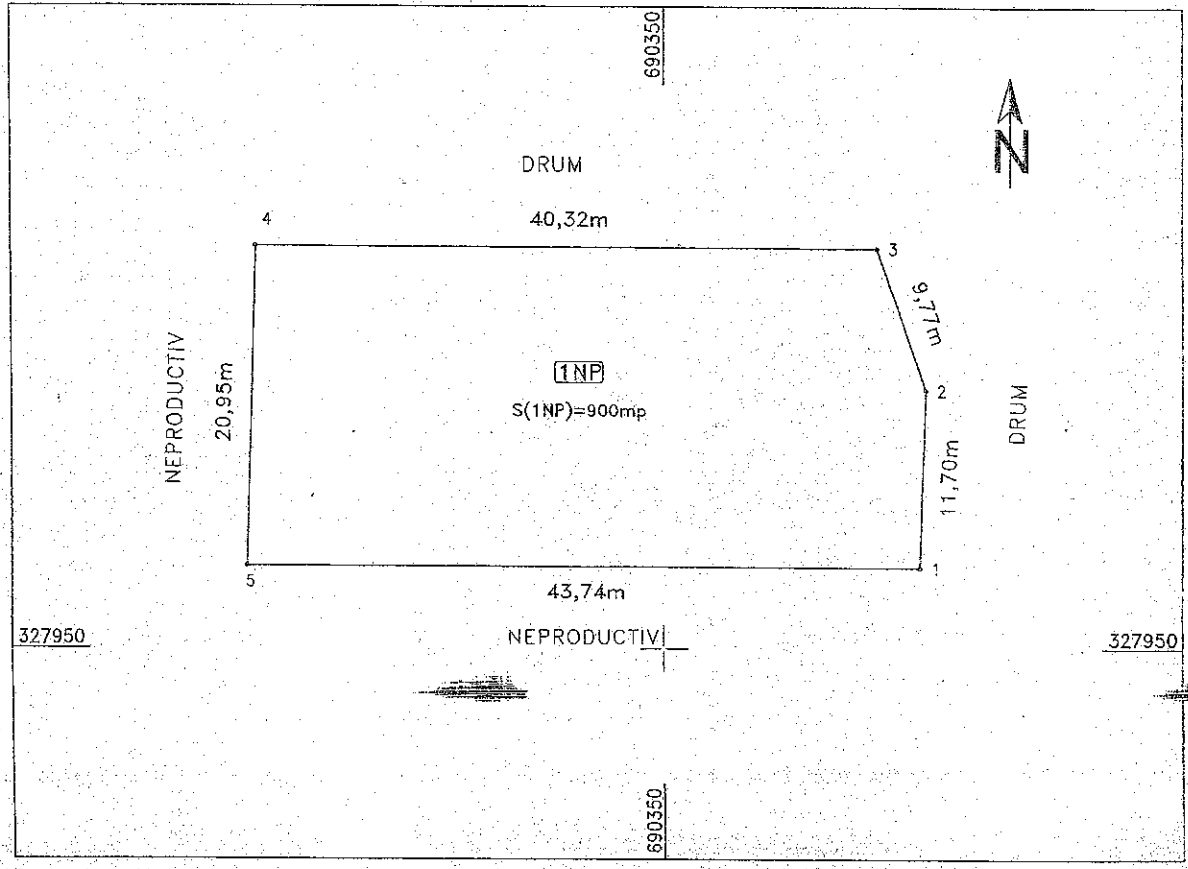 690350
N
DRUM
4
40,32m
3
9,77m
NEPRODUCTIV
20,95m
1NP
S(1NP)=900mp
2
DRUM
11,70m
5
1
43,74m
327950
NEPRODUCTIV
327950
690350